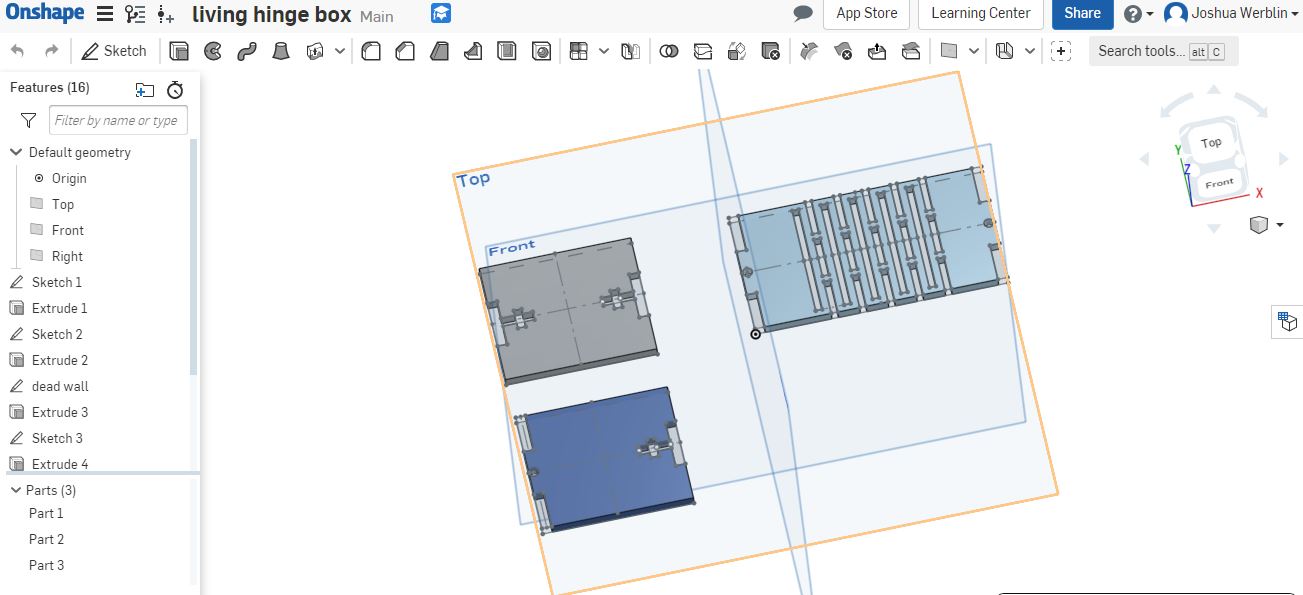 Onshape living hinge box Main App Store Learning Center Share Joshua Werblin
Sketch Search tools... alt C
Features (16)
Filter by name or type
Default geometry
Origin
Top
Front
Right
Sketch 1
Extrude 1
Sketch 2
Extrude 2
dead wall
Extrude 3
Sketch 3
Extrude 4
Parts (3)
Part 1
Part 2
Part 3
Top
Front
Top
Front
Y
Z
X